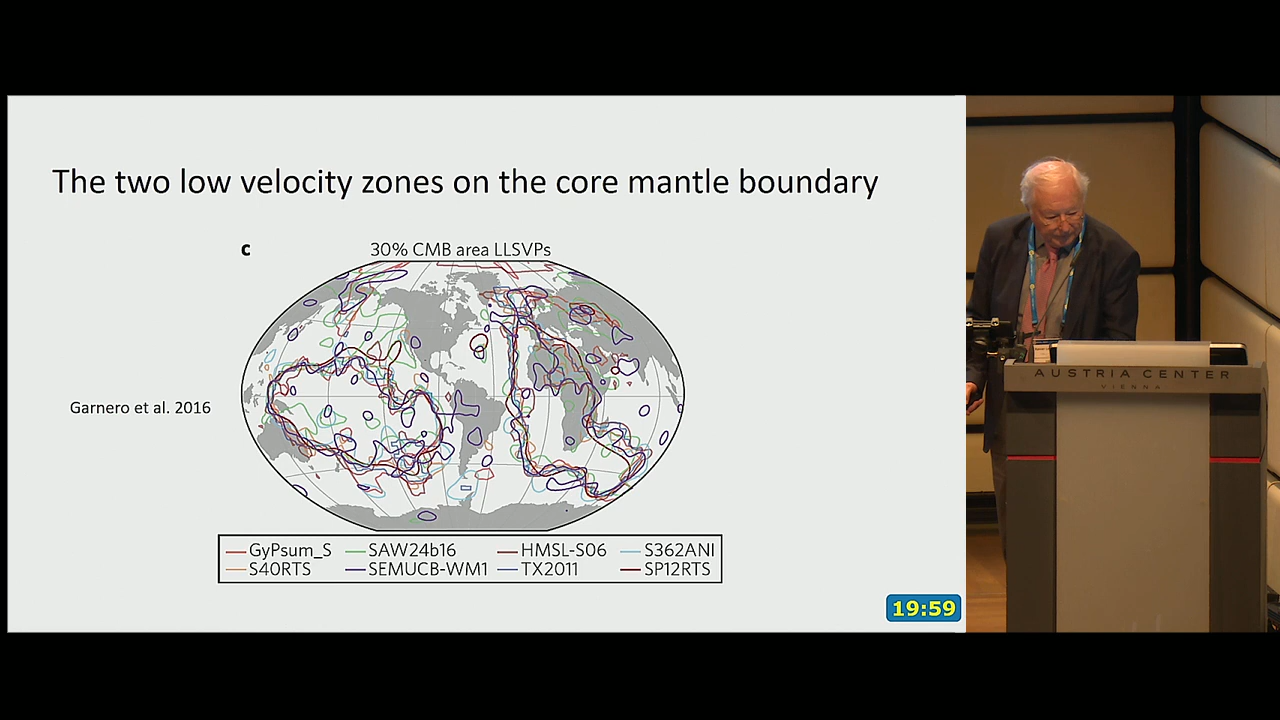 The two low velocity zones on the core mantle boundary
c
30% CMB area LLSVPs
Garnero et al. 2016
GyPsum_S SAW24b16 HMSL-S06 S362ANI
S40RTS SEMUCB-WM1 TX2011 SP12RTS
19:59
AUSTRIA CENTER
VIENNA